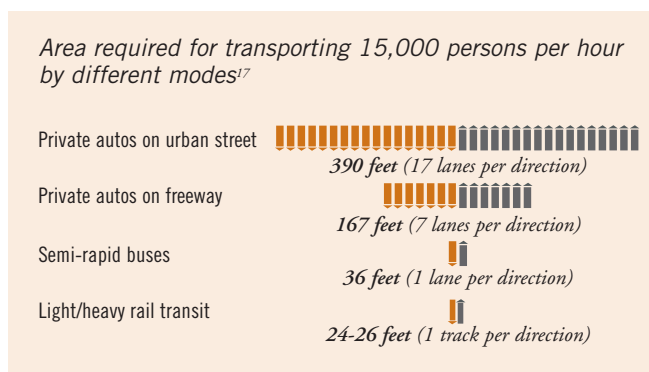 Area required for transporting 15,000 persons per hour
by different modes17
Private autos on urban street
390 feet (17 lanes per direction)
Private autos on freeway
167 feet (7 lanes per direction)
Semi-rapid buses
36 feet (1 lane per direction)
Light/heavy rail transit
24-26 feet (1 track per direction)